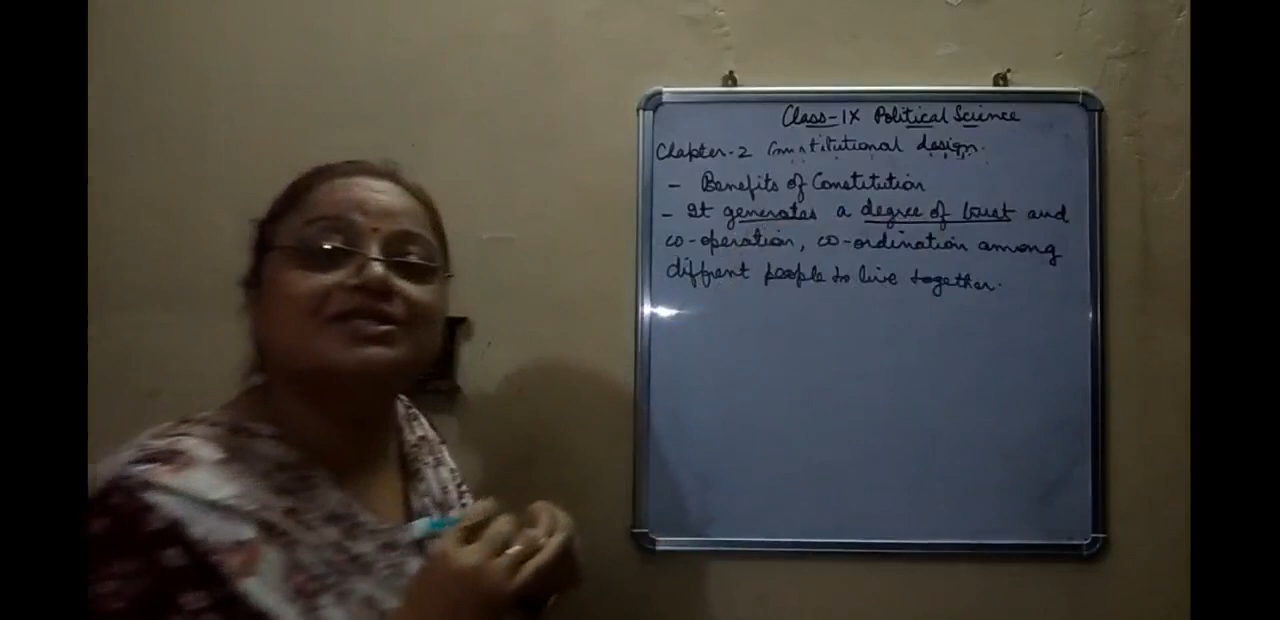 Class-IX Political Science
Chapter-2 Constitutional design.
- Benefits of Constitution
- It generates a degree of trust and
co-operation, co-ordination among
diffrent people to live together.